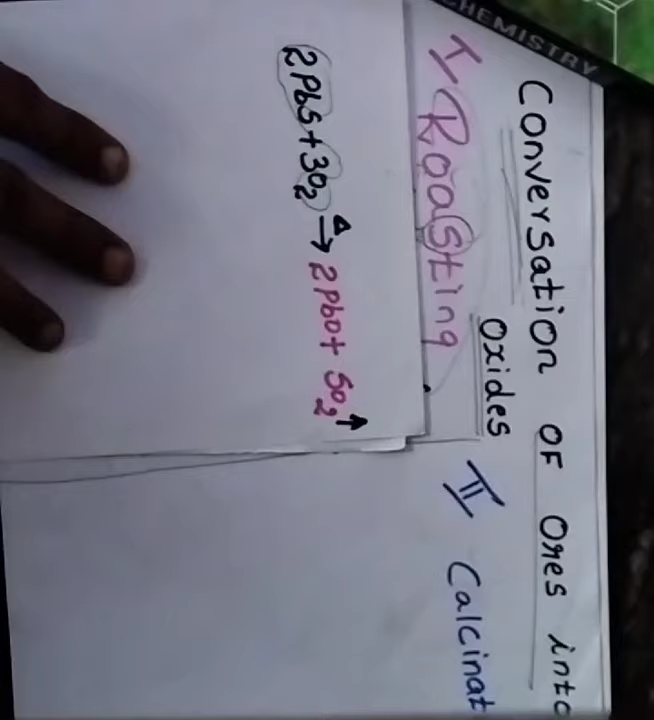 CHEMISTRY
Conversation OF Ores into
oxides
I Roasting
II Calcinat
2PbS + 3O₂ Δ→ 2PbO + SO₂↑